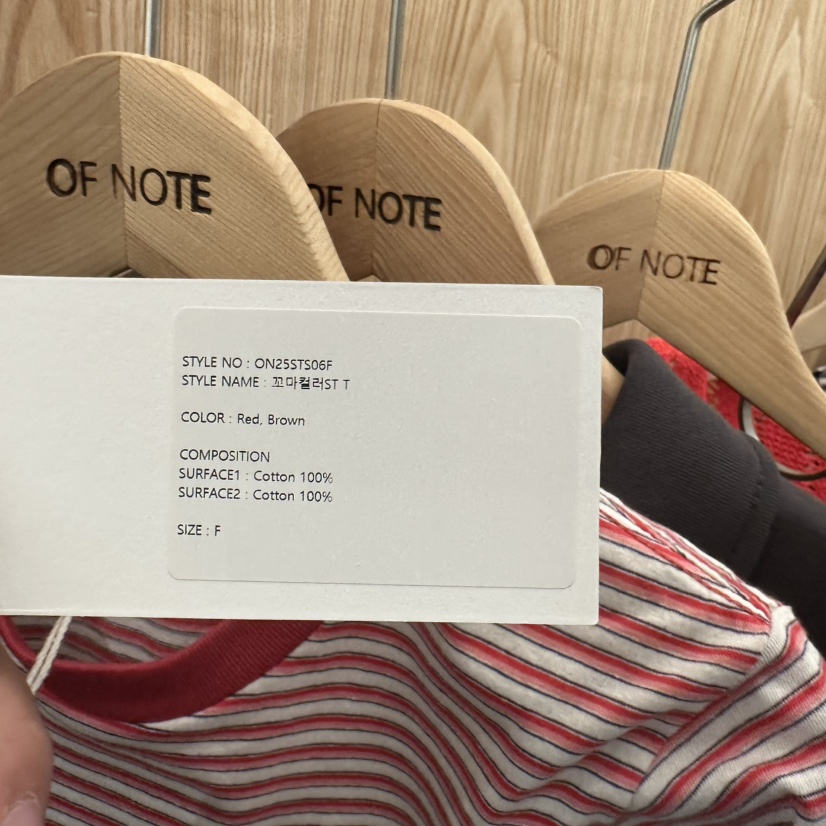 OF NOTE
OF NOTE
OF NOTE
STYLE NO : ON25STS06F
STYLE NAME : 꼬마컬러ST T
COLOR : Red, Brown
COMPOSITION
SURFACE1 : Cotton 100%
SURFACE2 : Cotton 100%
SIZE : F